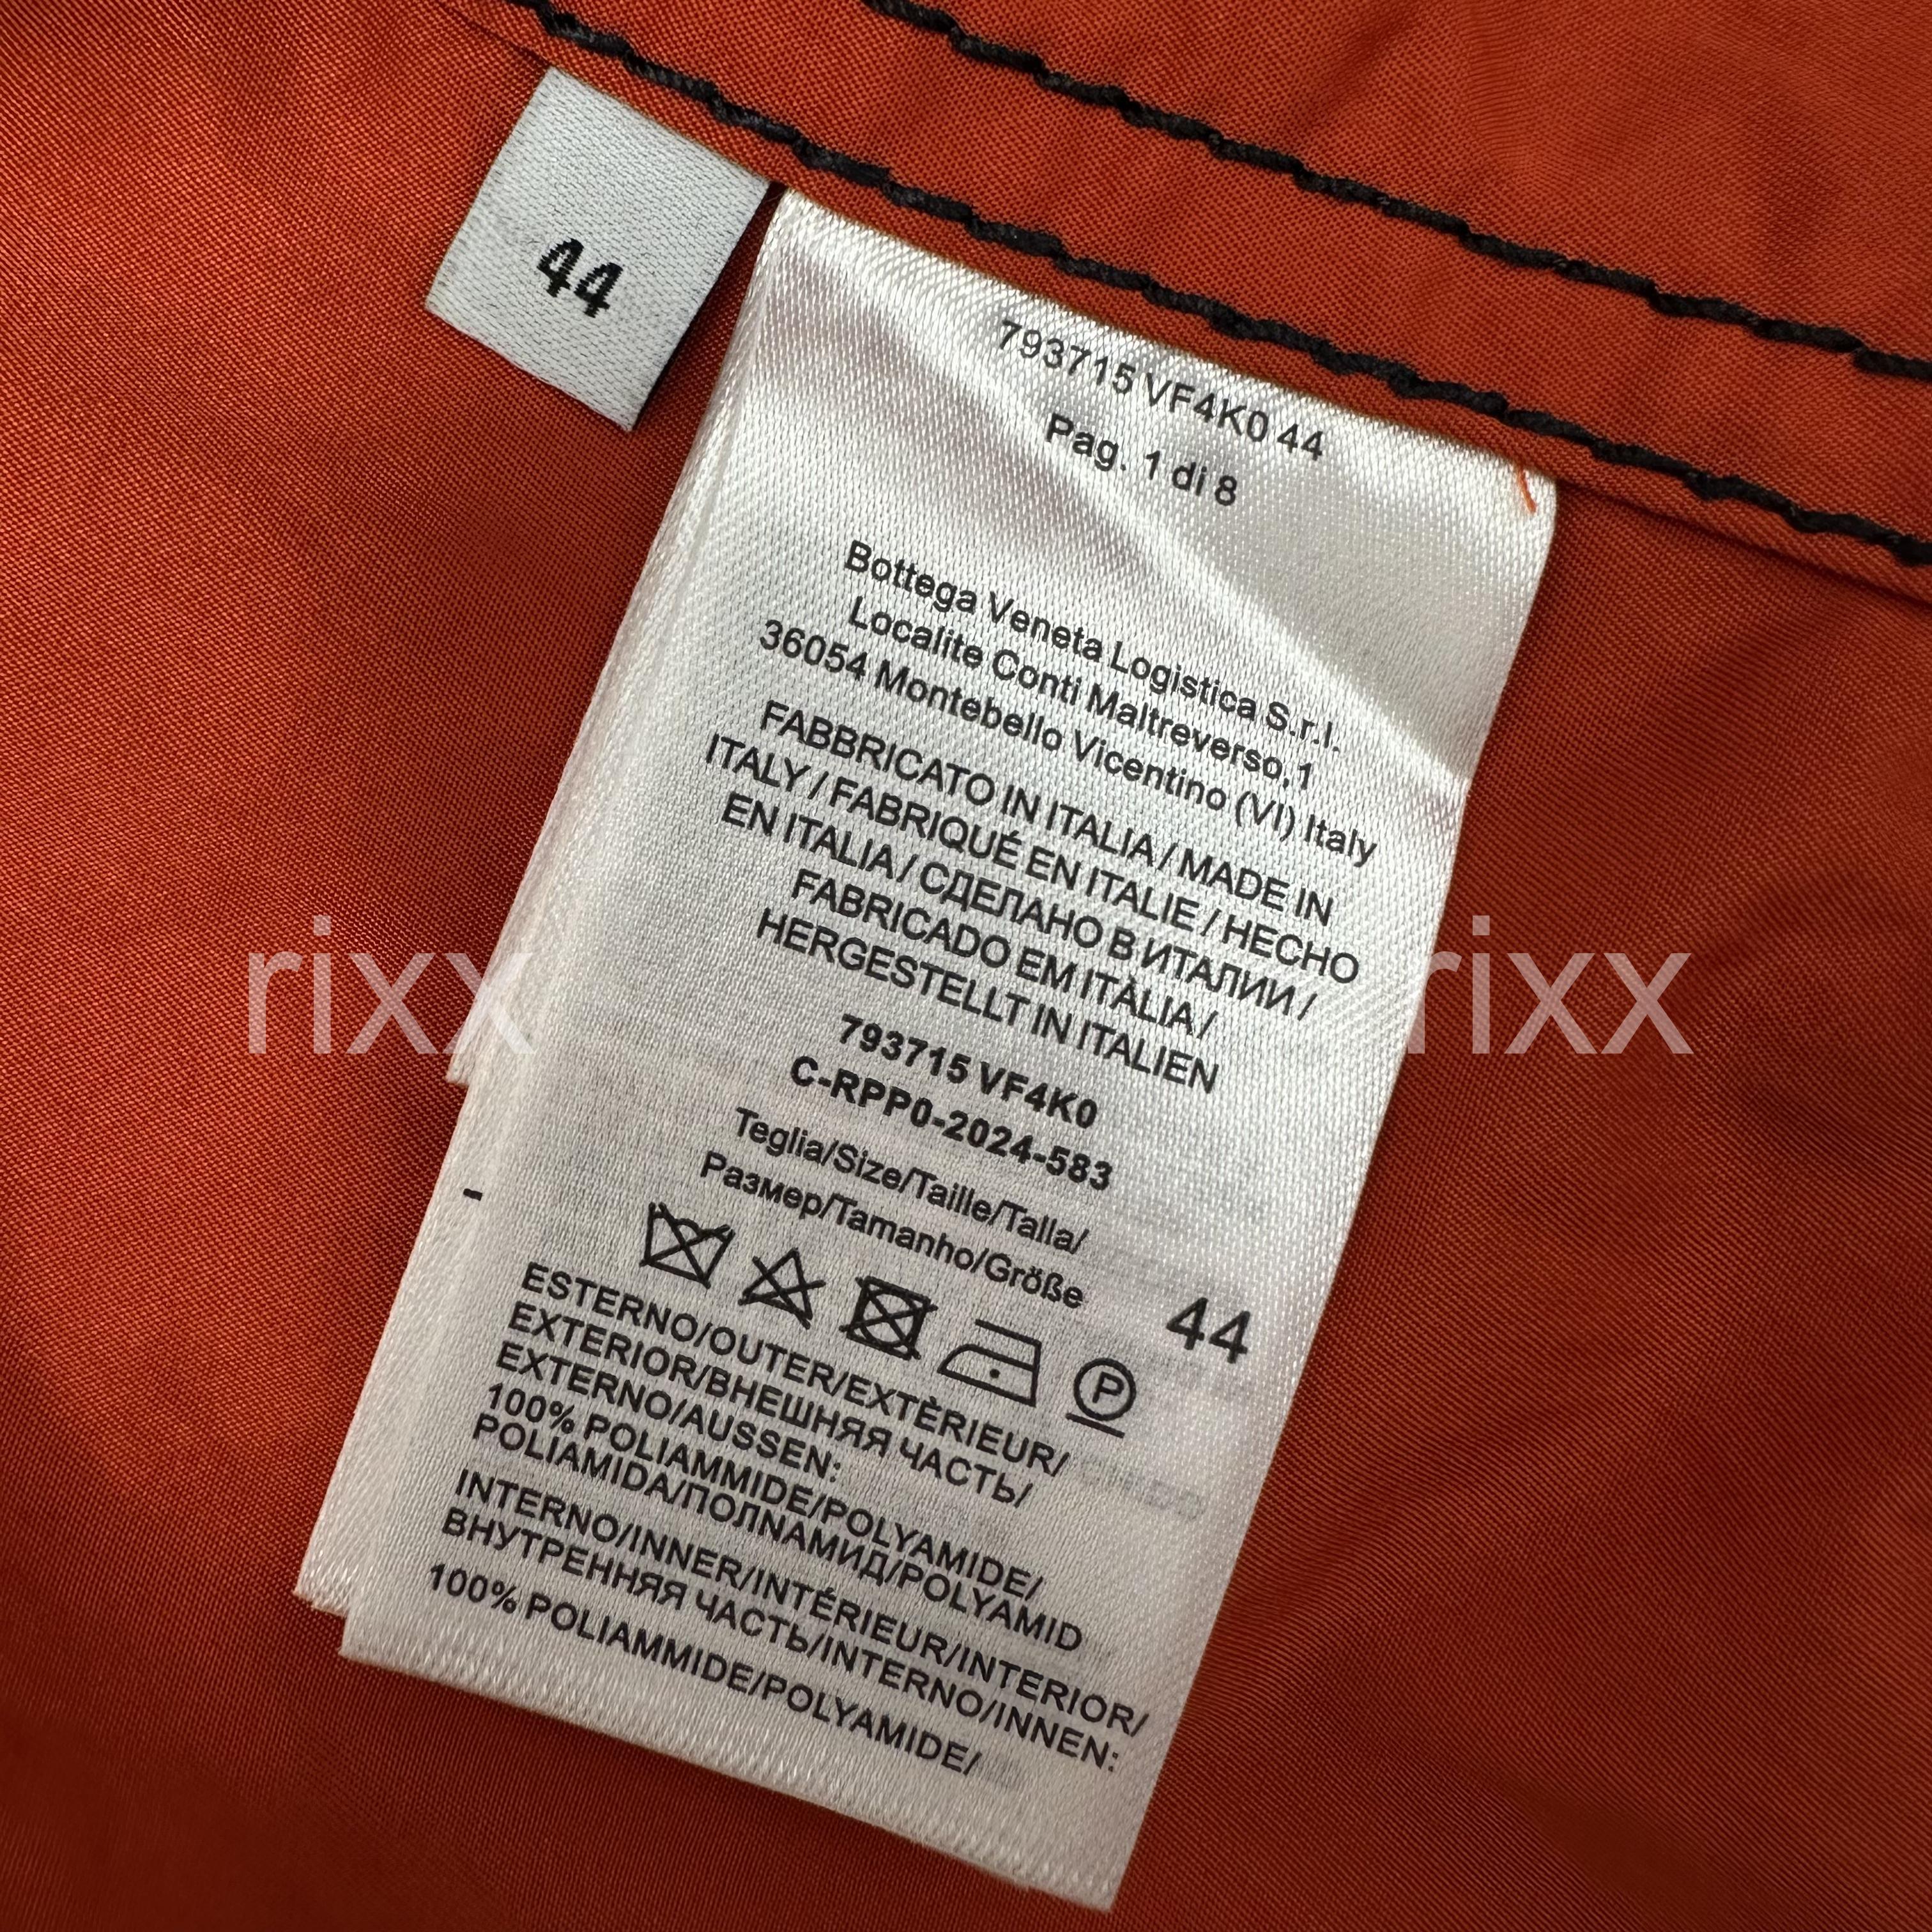 44
793715 VF4K0 44
Pag. 1 di 8
Bottega Veneta Logistica S.r.l.
Localite Conti Maltreverso,1
36054 Montebello Vicentino (VI) Italy
FABBRICATO IN ITALIA / MADE IN
ITALY / FABRIQUÉ EN ITALIE / HECHO
EN ITALIA / СДЕЛАНО В ИТАЛИИ /
FABRICADO EM ITÀLIA /
HERGESTELLT IN ITALIEN
rixx rixx
793715 VF4K0
C-RPP0-2024-583
Teglia/Size/Taille/Talla/
Размер/Tamanho/Größe
44
P
ESTERNO/OUTER/EXTÈRIEUR/
EXTERIOR/ВНЕШНЯЯ ЧАСТЬ/
EXTERNO/AUSSEN:
100% POLIAMMIDE/POLYAMIDE/
POLIAMIDA/ПОЛNАМИД/POLYAMID
INTERNO/INNER/INTÉRIEUR/INTERIOR/
ВНУТРЕННЯЯ ЧАСТЬ/INTERNO/INNEN:
100% POLIAMMIDE/POLYAMIDE/